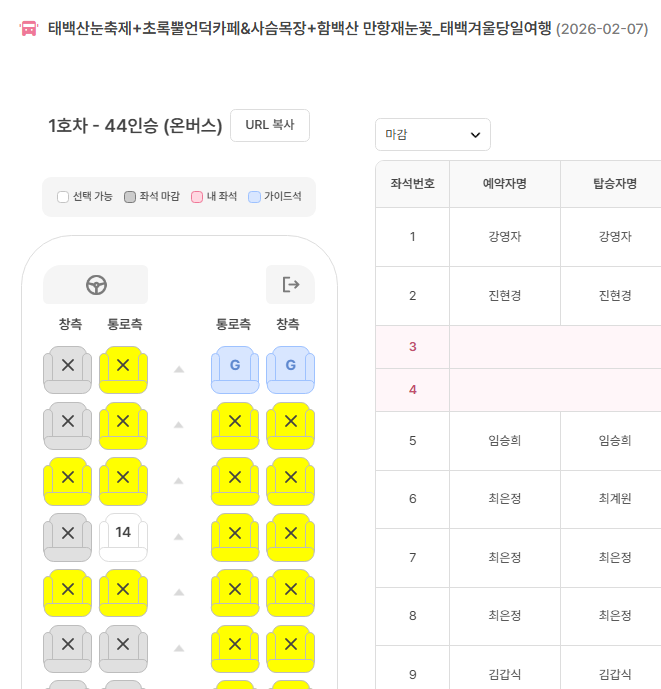 태백산눈축제+초록뿔언덕카페&사슴목장+함백산 만항재눈꽃_태백겨울당일여행 (2026-02-07)
1호차 - 44인승 (온버스)
URL 복사
선택 가능
좌석 마감
내 좌석
가이드석
창측
통로측
통로측
창측
G
G
14
마감
좌석번호 예약자명 탑승자명
1 강영자 강영자
2 진현경 진현경
3
4
5 임승희 임승희
6 최은정 최계원
7 최은정 최은정
8 최은정 최은정
9 김갑식 김갑식